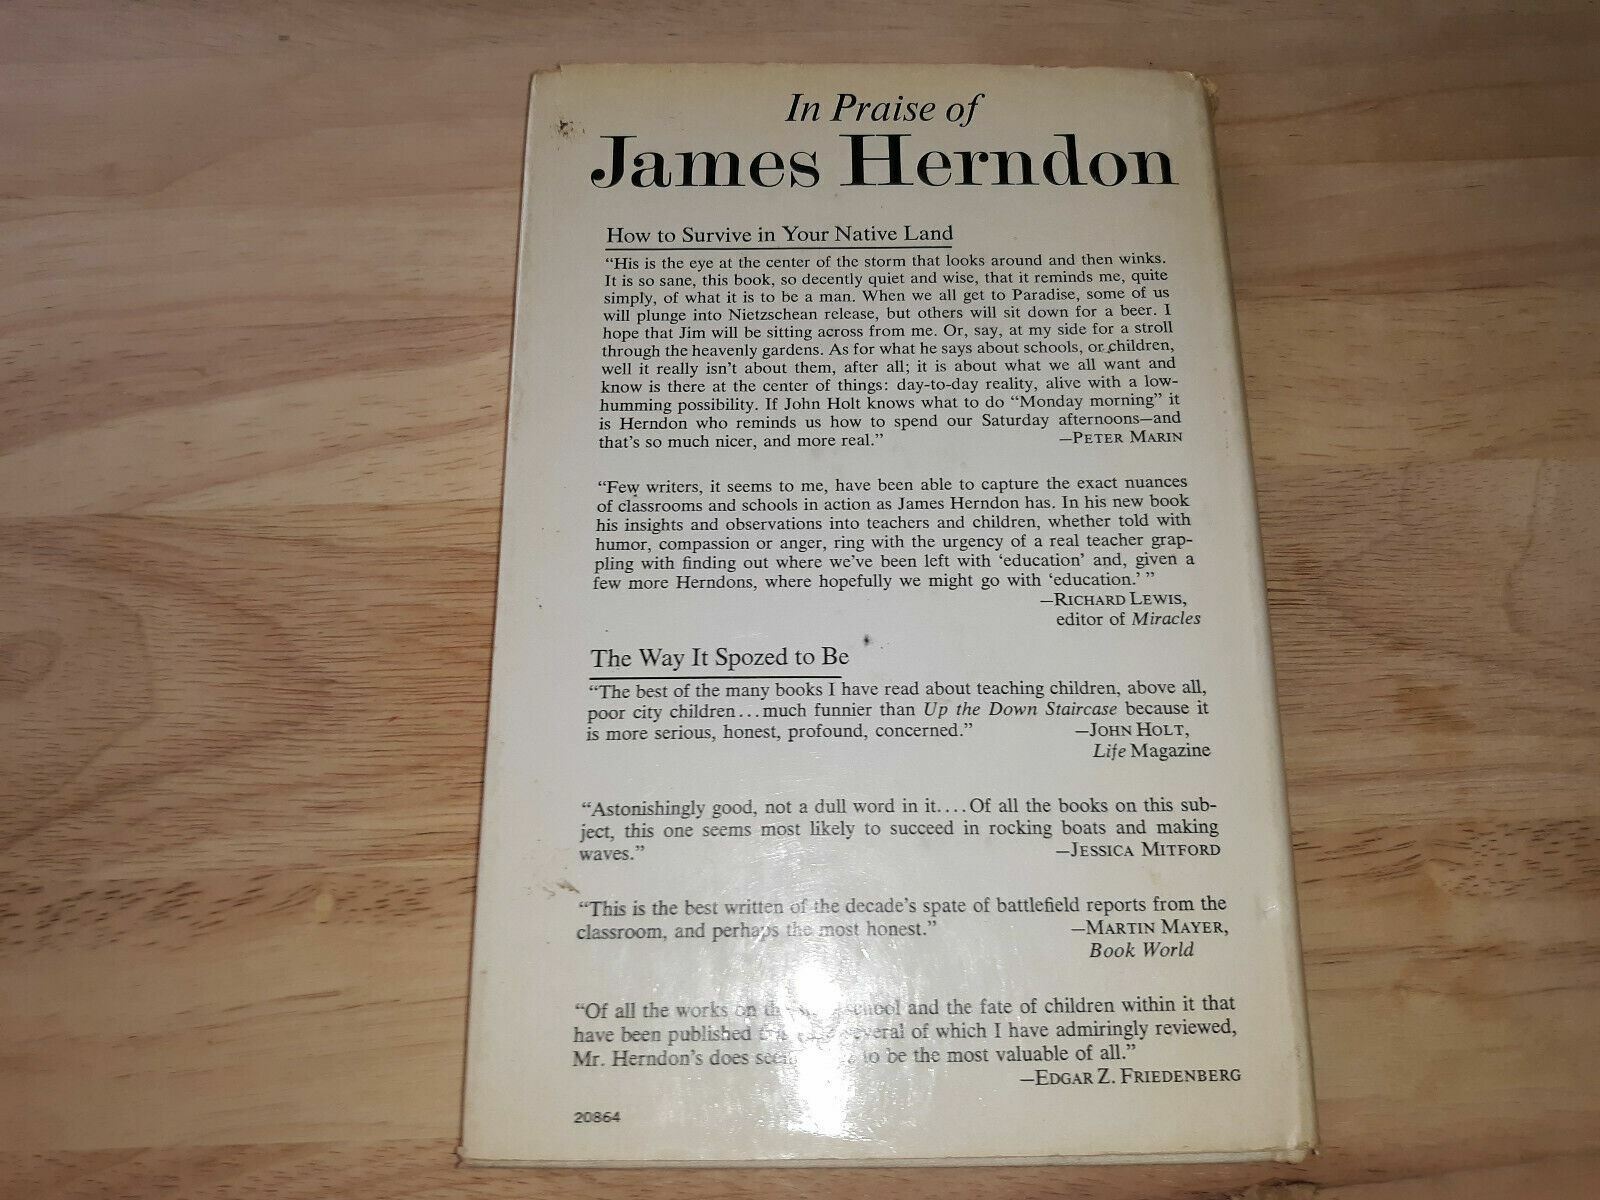 In Praise of
James Herndon
How to Survive in Your Native Land
“His is the eye at the center of the storm that looks around and then winks.
It is so sane, this book, so decently quiet and wise, that it reminds me, quite
simply, of what it is to be a man. When we all get to Paradise, some of us
will plunge into Nietzschean release, but others will sit down for a beer. I
hope that Jim will be sitting across from me. Or, say, at my side for a stroll
through the heavenly gardens. As for what he says about schools, or children,
well it really isn't about them, after all; it is about what we all want and
know is there at the center of things: day-to-day reality, alive with a low-
humming possibility. If John Holt knows what to do “Monday morning” it
is Herndon who reminds us how to spend our Saturday afternoons—and
that's so much nicer, and more real.” —PETER MARIN
“Few writers, it seems to me, have been able to capture the exact nuances
of classrooms and schools in action as James Herndon has. In his new book
his insights and observations into teachers and children, whether told with
humor, compassion or anger, ring with the urgency of a real teacher grap-
pling with finding out where we've been left with ‘education’ and, given a
few more Herndons, where hopefully we might go with ‘education.’ ”
—RICHARD LEWIS,
editor of Miracles
The Way It Spozed to Be
“The best of the many books I have read about teaching children, above all,
poor city children...much funnier than Up the Down Staircase because it
is more serious, honest, profound, concerned.” —JOHN HOLT,
Life Magazine
“Astonishingly good, not a dull word in it....Of all the books on this sub-
ject, this one seems most likely to succeed in rocking boats and making
waves.” —JESSICA MITFORD
“This is the best written of the decade's spate of battlefield reports from the
classroom, and perhaps the most honest.” —MARTIN MAYER,
Book World
“Of all the works on school and the fate of children within it that
have been published several of which I have admiringly reviewed,
Mr. Herndon's does to be the most valuable of all.”
—EDGAR Z. FRIEDENBERG
20864